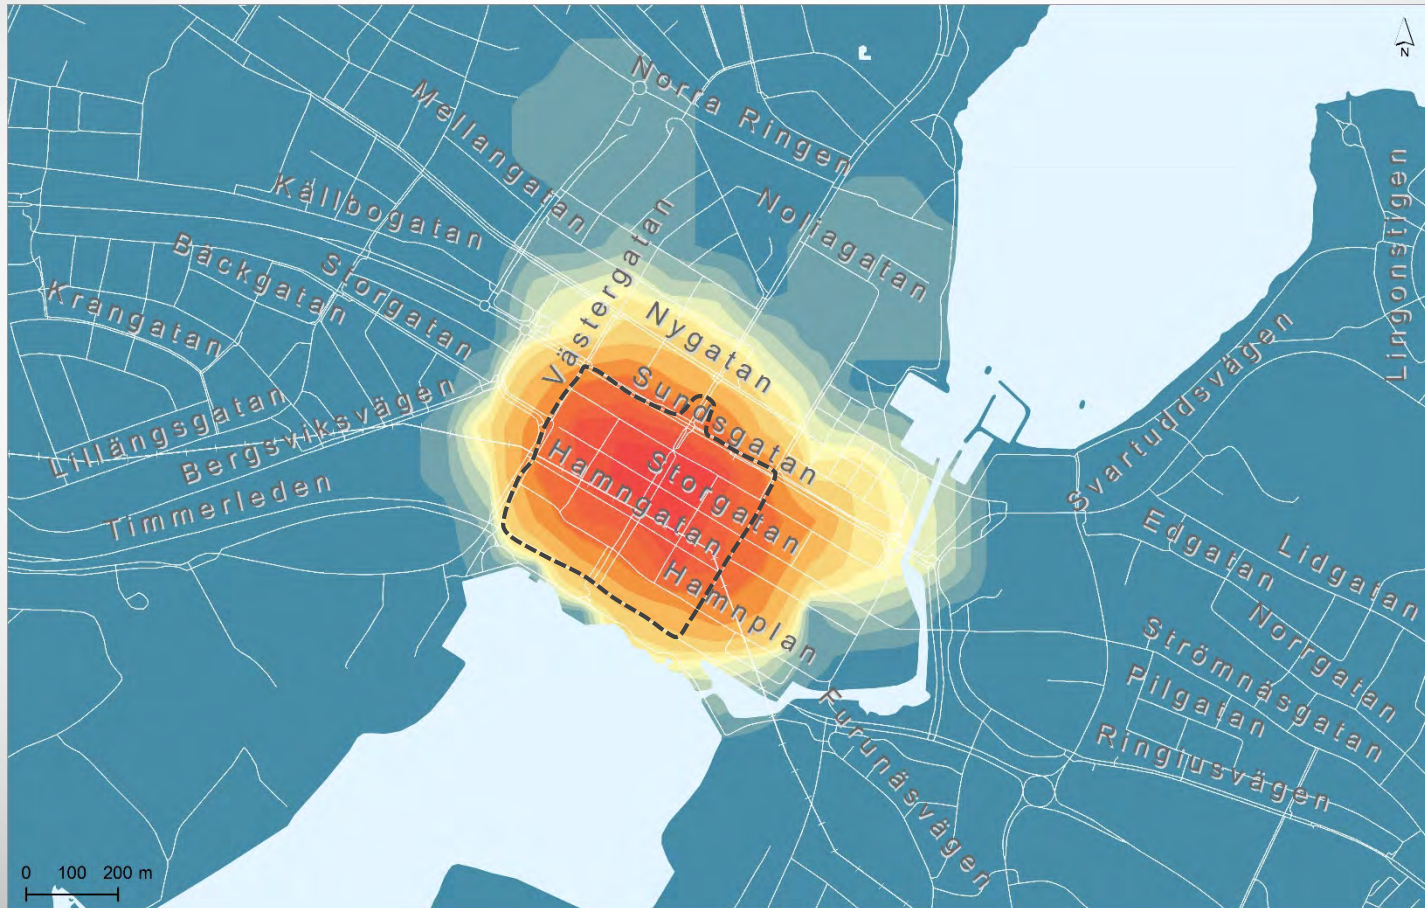 N
Norra Ringen
Mellangatan
Lingonstigen
Källbogatan
Noliagatan
Västergatan
Bäckgatan
Storgatan
Krangatan
Nygatan
Svartuddsvägen
Sundsgatan
Lillängsgatan
Bergsviksvägen
Storgatan
Hamngatan
Timmerleden
Edgatan
Lidgatan
Hamnplan
Norrgatan
Strömnäsgatan
Pilgatan
Furunäsvägen
Ringiusvägen
0 100 200 m